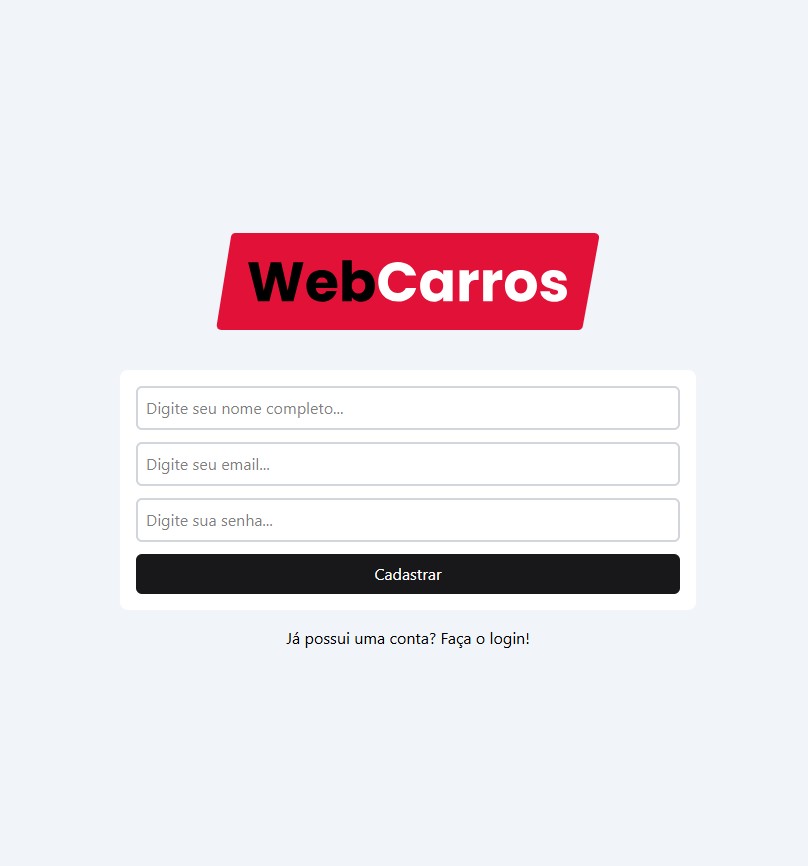 WebCarros
Digite seu nome completo...
Digite seu email...
Digite sua senha...
Cadastrar
Já possui uma conta? Faça o login!